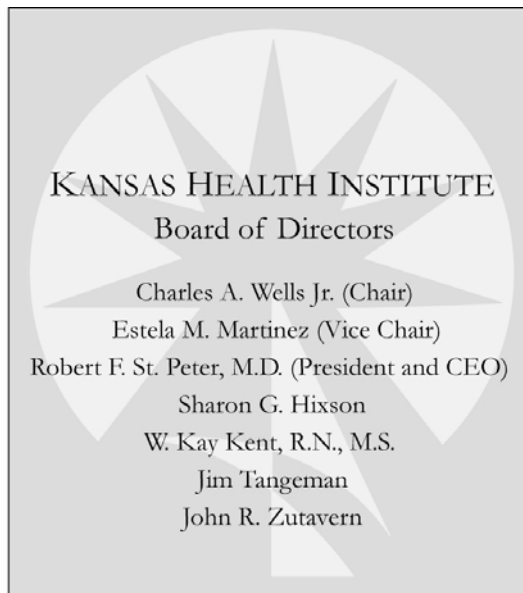 KANSAS HEALTH INSTITUTE
Board of Directors
Charles A. Wells Jr. (Chair)
Estela M. Martinez (Vice Chair)
Robert F. St. Peter, M.D. (President and CEO)
Sharon G. Hixson
W. Kay Kent, R.N., M.S.
Jim Tangeman
John R. Zutavern